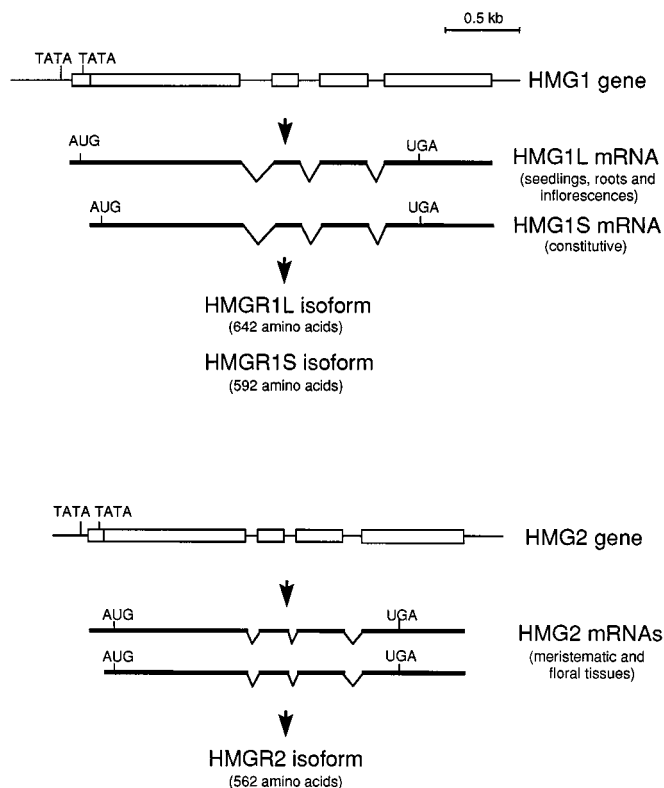 0.5 kb
TATA TATA
HMG1 gene
AUG
UGA
HMG1L mRNA
(seedlings, roots and
inflorescences)
AUG
UGA
HMG1S mRNA
(constitutive)
HMGR1L isoform
(642 amino acids)
HMGR1S isoform
(592 amino acids)
TATA TATA
HMG2 gene
AUG
UGA
HMG2 mRNAs
(meristematic and
floral tissues)
AUG
UGA
HMGR2 isoform
(562 amino acids)